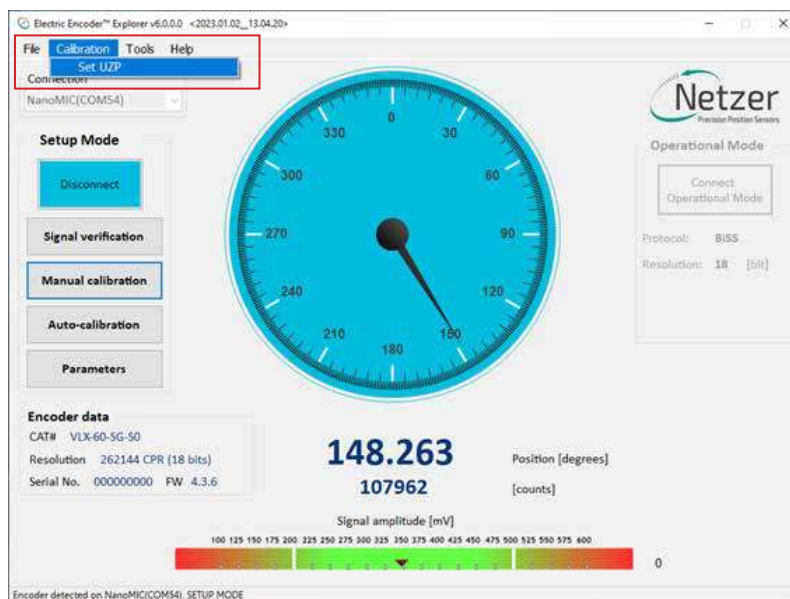 Electric Encoder™ Explorer v6.0.0.0 <2023.01.02__13.04.20>
File Calibration Tools Help
Set UZP
Connection
NanoMIC(COM54)
Netzer
Precision Position Sensors
Setup Mode
Disconnect
Signal verification
Manual calibration
Auto-calibration
Parameters
0
30
60
90
120
150
180
210
240
270
300
330
Operational Mode
Connect
Operational Mode
Protocol: BiSS
Resolution: 18 [bit]
Encoder data
CAT# VLX-60-SG-S0
Resolution 262144 CPR (18 bits)
Serial No. 000000000 FW 4.3.6
148.263 Position [degrees]
107962 [counts]
Signal amplitude [mV]
100 125 150 175 200 225 250 275 300 325 350 375 400 425 450 475 500 525 550 575 600
0
Encoder detected on NanoMIC(COM54). SETUP MODE